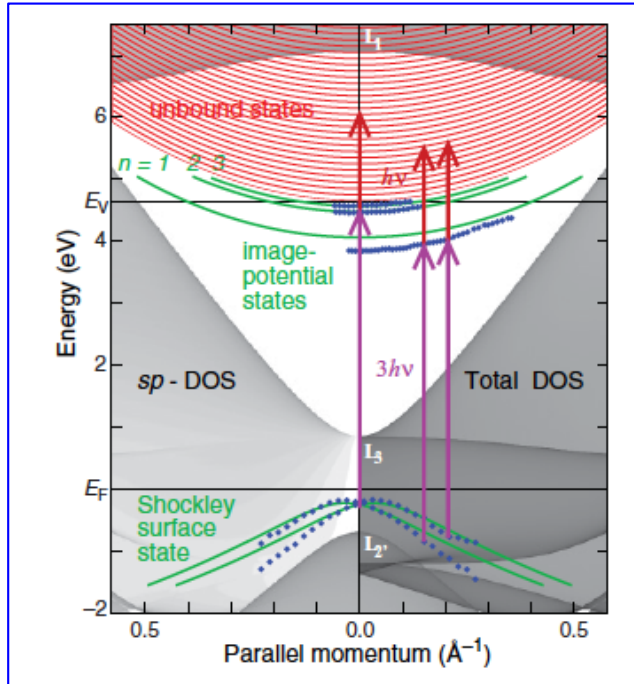 L1
6
unbound states
n = 1 2 3
hν
EV
4
image-
potential
states
Energy (eV)
2
3hν
sp - DOS
Total DOS
L3
EF
Shockley
surface
state
L2'
–2
0.5
0.0
0.5
Parallel momentum (Å–1)